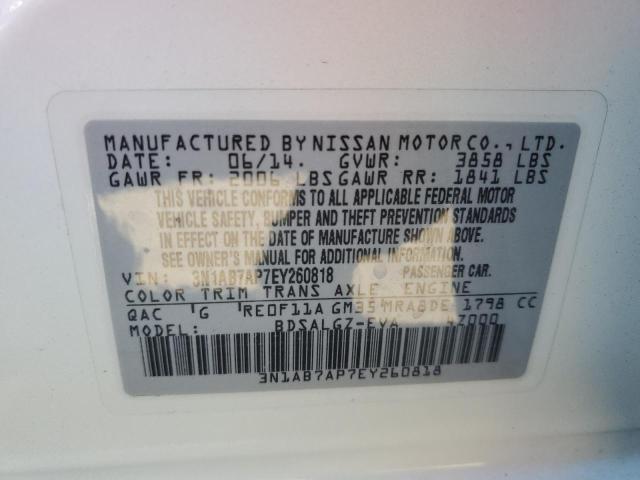 MANUFACTURED BY NISSAN MOTOR CO., LTD.
DATE: 06/14. GVWR: 3858 LBS
GAWR FR: 2006 LBS GAWR RR: 1841 LBS
THIS VEHICLE CONFORMS TO ALL APPLICABLE FEDERAL MOTOR
VEHICLE SAFETY, BUMPER AND THEFT PREVENTION STANDARDS
IN EFFECT ON THE DATE OF MANUFACTURE SHOWN ABOVE.
SEE OWNER'S MANUAL FOR ADDITIONAL INFORMATION
VIN: 3N1AB7AP7EY260818 PASSENGER CAR.
COLOR TRIM TRANS AXLE ENGINE
QAC G RE0F11A GM35 MRA8DE 1798 CC
MODEL: BDSALGZ-EVA 4Z000
3N1AB7AP7EY260818